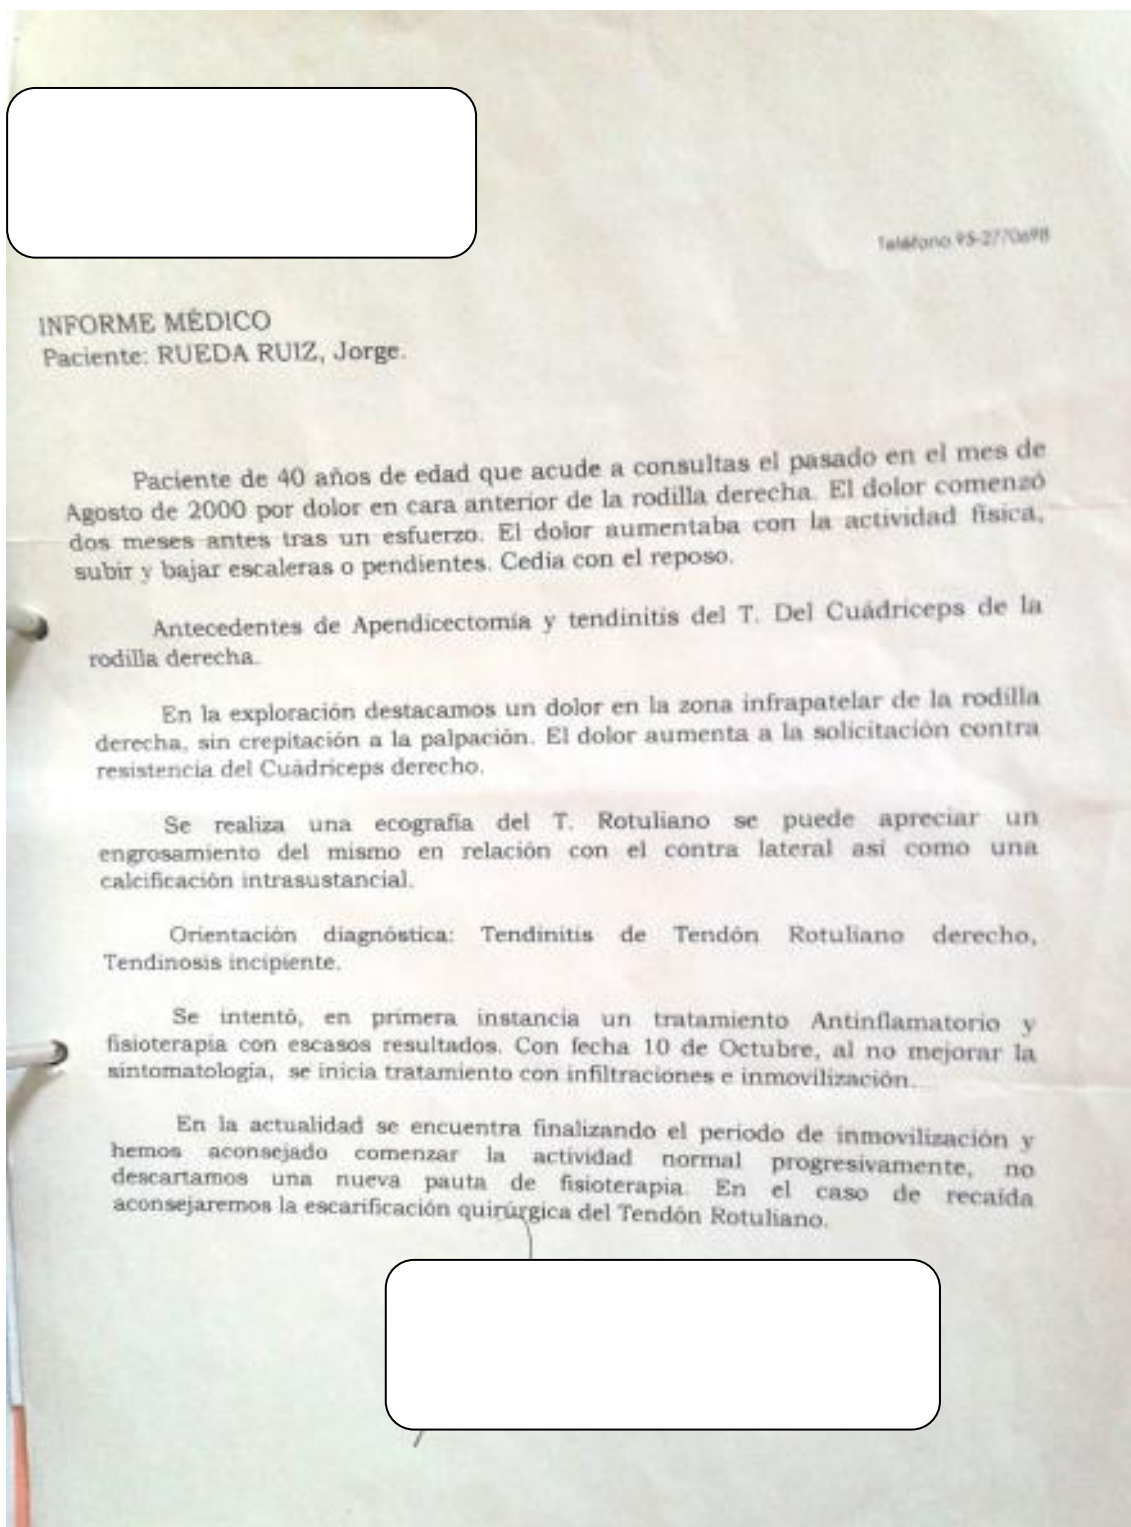 Teléfono 95-2770698
INFORME MÉDICO
Paciente: RUEDA RUIZ, Jorge.
Paciente de 40 años de edad que acude a consultas el pasado en el mes de
Agosto de 2000 por dolor en cara anterior de la rodilla derecha. El dolor comenzó
dos meses antes tras un esfuerzo. El dolor aumentaba con la actividad física,
subir y bajar escaleras o pendientes. Cedía con el reposo.
Antecedentes de Apendicectomía y tendinitis del T. Del Cuádriceps de la
rodilla derecha.
En la exploración destacamos un dolor en la zona infrapatelar de la rodilla
derecha, sin crepitación a la palpación. El dolor aumenta a la solicitación contra
resistencia del Cuádriceps derecho.
Se realiza una ecografía del T. Rotuliano se puede apreciar un
engrosamiento del mismo en relación con el contra lateral así como una
calcificación intrasustancial.
Orientación diagnóstica: Tendinitis de Tendón Rotuliano derecho,
Tendinosis incipiente.
Se intentó, en primera instancia un tratamiento Antinflamatorio y
fisioterapia con escasos resultados. Con fecha 10 de Octubre, al no mejorar la
sintomatología, se inicia tratamiento con infiltraciones e inmovilización.
En la actualidad se encuentra finalizando el periodo de inmovilización y
hemos aconsejado comenzar la actividad normal progresivamente, no
descartamos una nueva pauta de fisioterapia. En el caso de recaída
aconsejaremos la escarificación quirúrgica del Tendón Rotuliano.